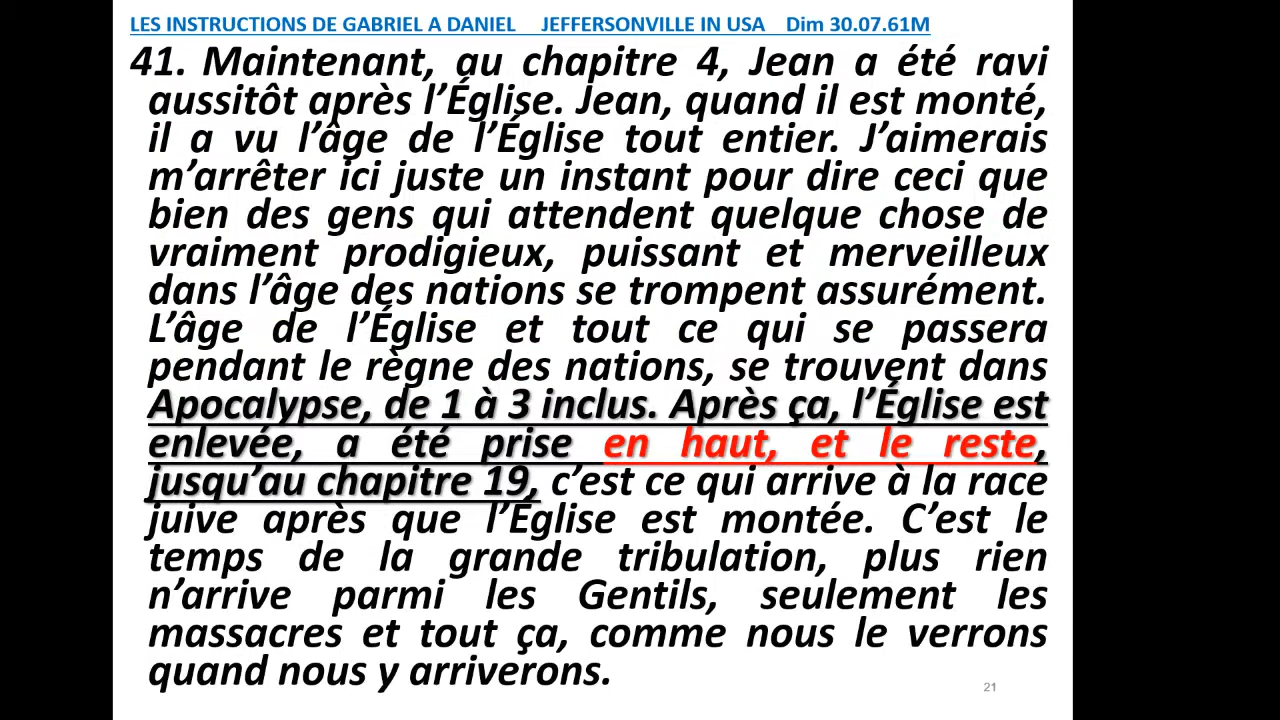 LES INSTRUCTIONS DE GABRIEL A DANIEL JEFFERSONVILLE IN USA Dim 30.07.61M
41. Maintenant, au chapitre 4, Jean a été ravi
aussitôt après l’Église. Jean, quand il est monté,
il a vu l’âge de l’Église tout entier. J’aimerais
m’arrêter ici juste un instant pour dire ceci que
bien des gens qui attendent quelque chose de
vraiment prodigieux, puissant et merveilleux
dans l’âge des nations se trompent assurément.
L’âge de l’Église et tout ce qui se passera
pendant le règne des nations, se trouvent dans
Apocalypse, de 1 à 3 inclus. Après ça, l’Église est
enlevée, a été prise en haut, et le reste,
jusqu’au chapitre 19, c’est ce qui arrive à la race
juive après que l’Église est montée. C’est le
temps de la grande tribulation, plus rien
n’arrive parmi les Gentils, seulement les
massacres et tout ça, comme nous le verrons
quand nous y arriverons.
21